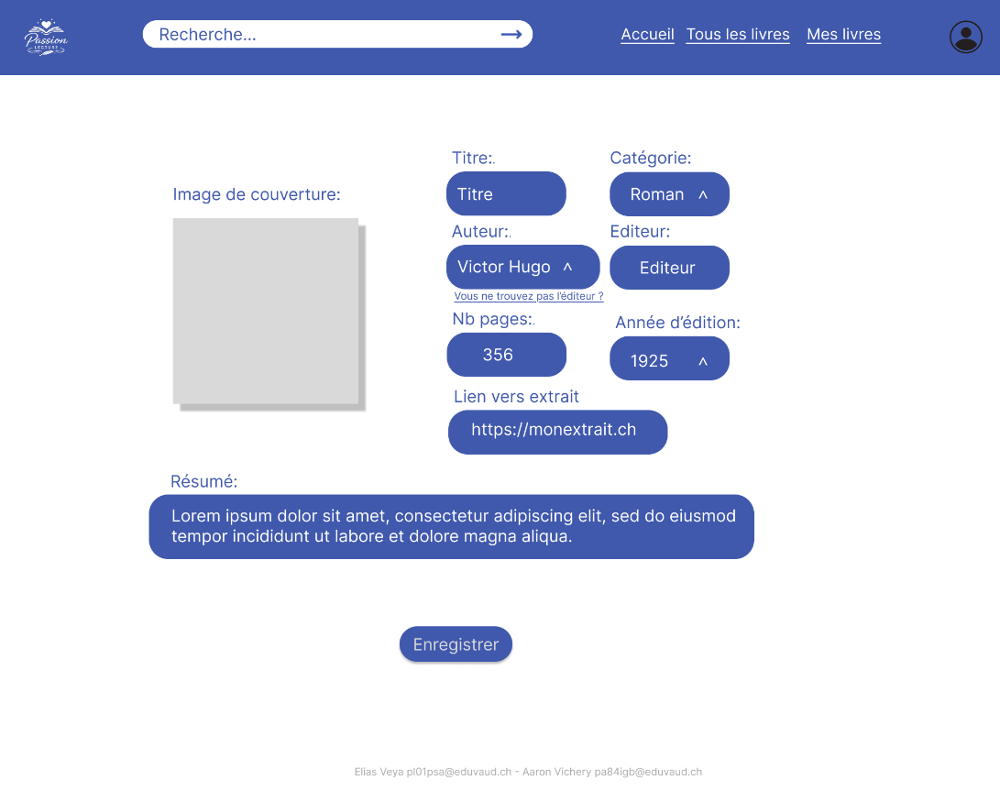 Passion
LECTURE
Recherche...
Accueil Tous les livres Mes livres
Titre:.
Catégorie:
Image de couverture:
Titre
Roman ^
Auteur:.
Editeur:
Victor Hugo ^
Editeur
Vous ne trouvez pas l'éditeur ?
Nb pages:.
Année d'édition:
356
1925 ^
Lien vers extrait
https://monextrait.ch
Résumé:
Lorem ipsum dolor sit amet, consectetur adipiscing elit, sed do eiusmod
tempor incididunt ut labore et dolore magna aliqua.
Enregistrer
Elias Veya pl01psa@eduvaud.ch - Aaron Vichery pa84igb@eduvaud.ch